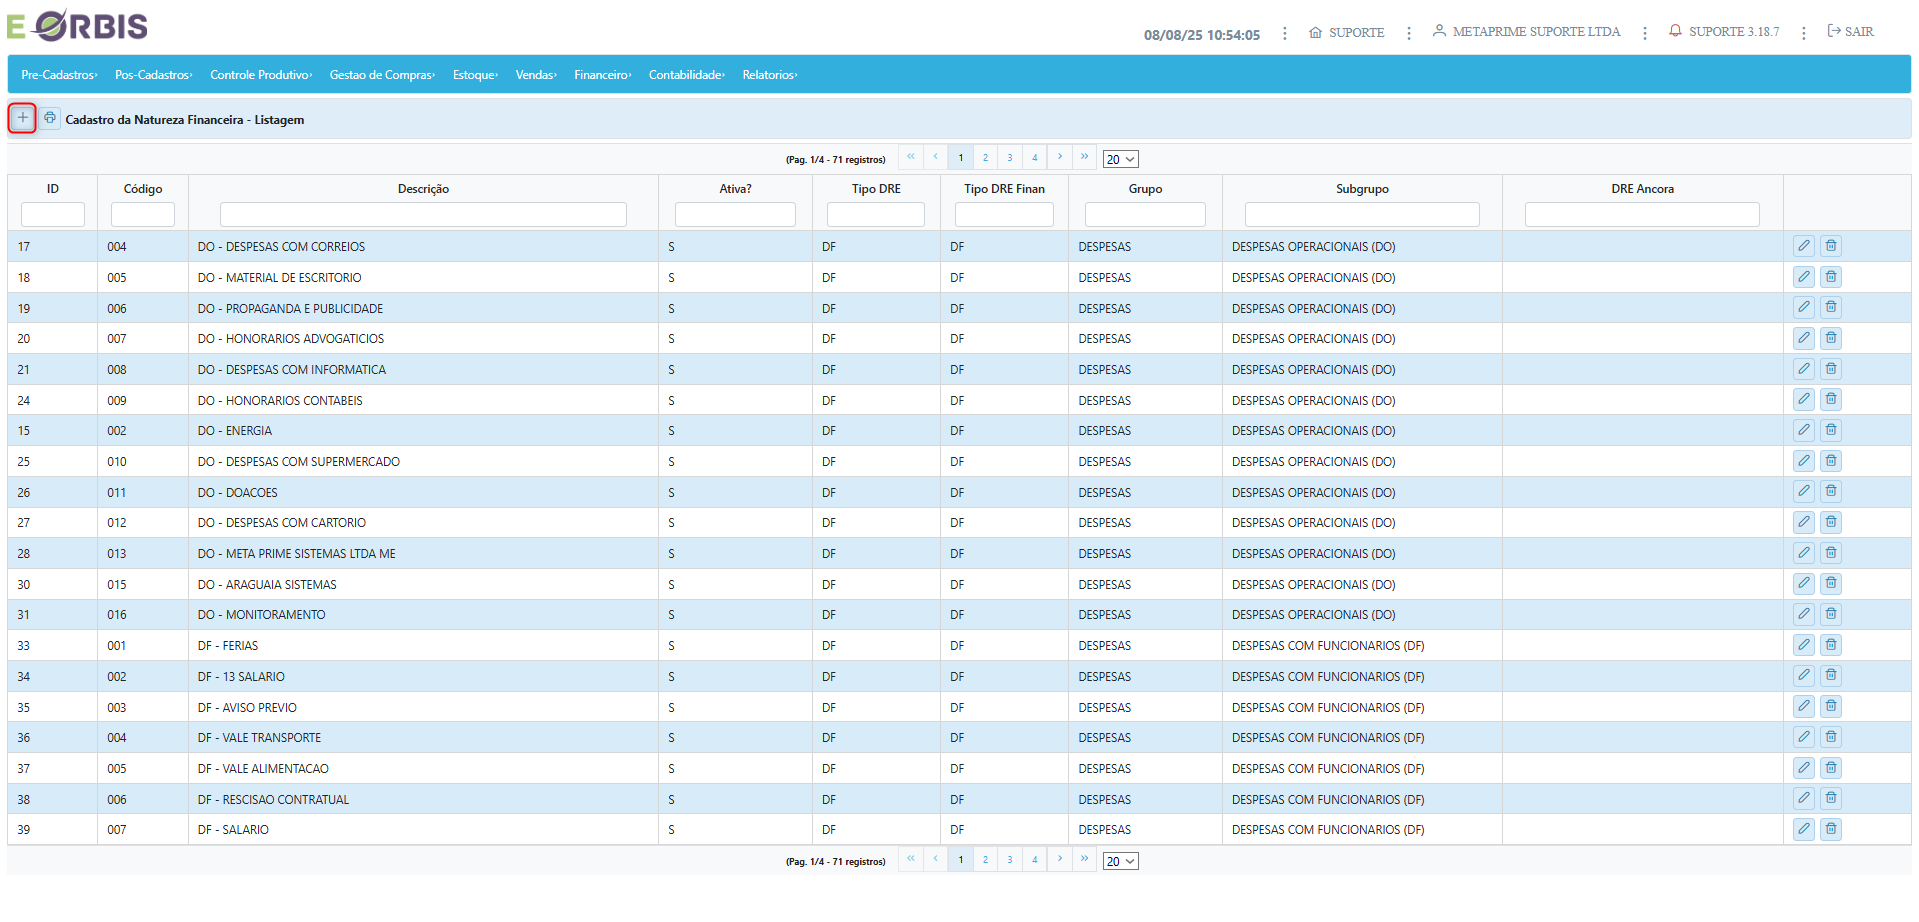 E ORBIS
08/08/25 10:54:05 SUPORTE METAPRIME SUPORTE LTDA SUPORTE 3.18.7 SAIR
Pre-Cadastros Pos-Cadastros Controle Produtivo Gestao de Compras Estoque Vendas Financeiro Contabilidade Relatorios
Cadastro da Natureza Financeira - Listagem
(Pag. 1/4 - 71 registros) « ‹ 1 2 3 4 › » 20
ID Código Descrição Ativa? Tipo DRE Tipo DRE Finan Grupo Subgrupo DRE Ancora
17 004 DO - DESPESAS COM CORREIOS S DF DF DESPESAS DESPESAS OPERACIONAIS (DO)
18 005 DO - MATERIAL DE ESCRITORIO S DF DF DESPESAS DESPESAS OPERACIONAIS (DO)
19 006 DO - PROPAGANDA E PUBLICIDADE S DF DF DESPESAS DESPESAS OPERACIONAIS (DO)
20 007 DO - HONORARIOS ADVOGATICIOS S DF DF DESPESAS DESPESAS OPERACIONAIS (DO)
21 008 DO - DESPESAS COM INFORMATICA S DF DF DESPESAS DESPESAS OPERACIONAIS (DO)
24 009 DO - HONORARIOS CONTABEIS S DF DF DESPESAS DESPESAS OPERACIONAIS (DO)
15 002 DO - ENERGIA S DF DF DESPESAS DESPESAS OPERACIONAIS (DO)
25 010 DO - DESPESAS COM SUPERMERCADO S DF DF DESPESAS DESPESAS OPERACIONAIS (DO)
26 011 DO - DOACOES S DF DF DESPESAS DESPESAS OPERACIONAIS (DO)
27 012 DO - DESPESAS COM CARTORIO S DF DF DESPESAS DESPESAS OPERACIONAIS (DO)
28 013 DO - META PRIME SISTEMAS LTDA ME S DF DF DESPESAS DESPESAS OPERACIONAIS (DO)
30 015 DO - ARAGUAIA SISTEMAS S DF DF DESPESAS DESPESAS OPERACIONAIS (DO)
31 016 DO - MONITORAMENTO S DF DF DESPESAS DESPESAS OPERACIONAIS (DO)
33 001 DF - FERIAS S DF DF DESPESAS DESPESAS COM FUNCIONARIOS (DF)
34 002 DF - 13 SALARIO S DF DF DESPESAS DESPESAS COM FUNCIONARIOS (DF)
35 003 DF - AVISO PREVIO S DF DF DESPESAS DESPESAS COM FUNCIONARIOS (DF)
36 004 DF - VALE TRANSPORTE S DF DF DESPESAS DESPESAS COM FUNCIONARIOS (DF)
37 005 DF - VALE ALIMENTACAO S DF DF DESPESAS DESPESAS COM FUNCIONARIOS (DF)
38 006 DF - RESCISAO CONTRATUAL S DF DF DESPESAS DESPESAS COM FUNCIONARIOS (DF)
39 007 DF - SALARIO S DF DF DESPESAS DESPESAS COM FUNCIONARIOS (DF)
(Pag. 1/4 - 71 registros) « ‹ 1 2 3 4 › » 20